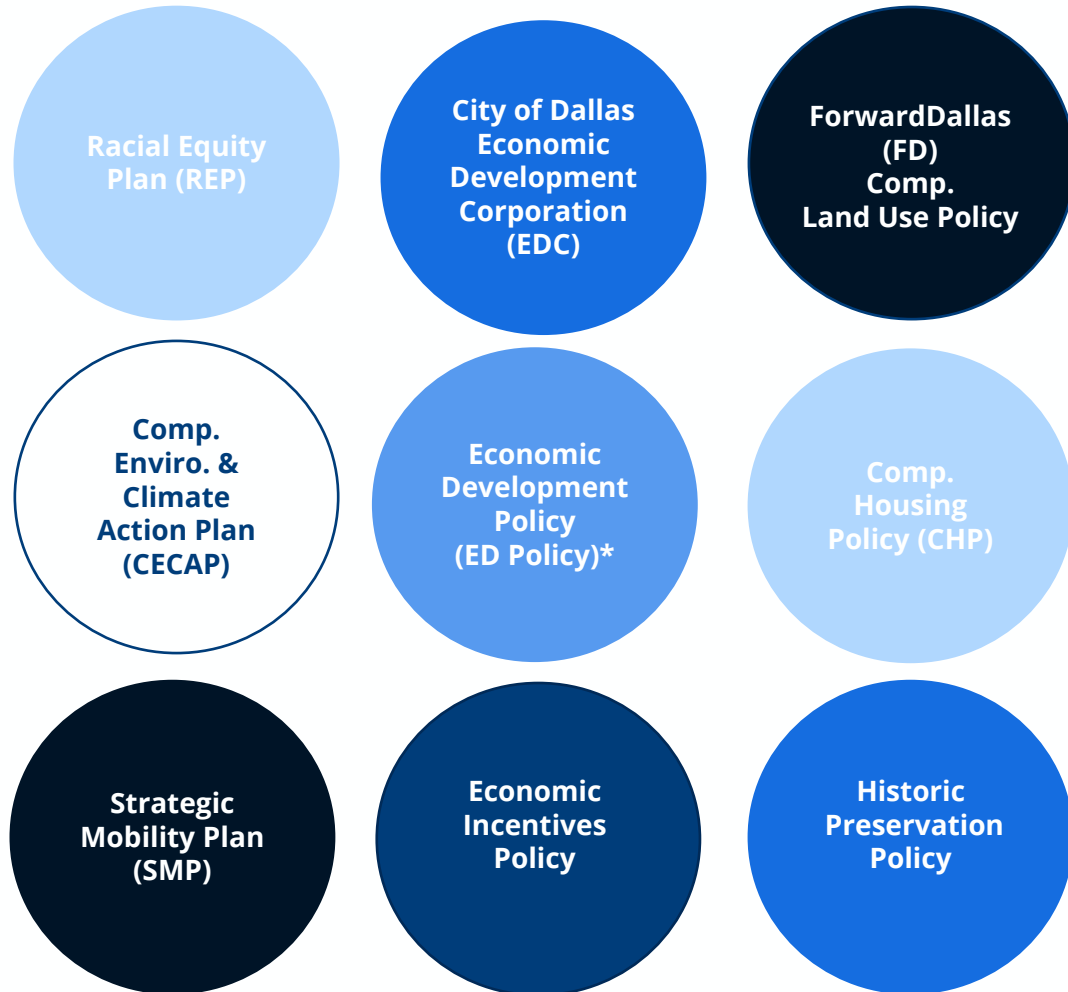 Racial Equity
Plan (REP)
City of Dallas
Economic
Development
Corporation
(EDC)
ForwardDallas
(FD)
Comp.
Land Use Policy
Comp.
Enviro. &
Climate
Action Plan
(CECAP)
Economic
Development
Policy
(ED Policy)*
Comp.
Housing
Policy (CHP)
Strategic
Mobility Plan
(SMP)
Economic
Incentives
Policy
Historic
Preservation
Policy